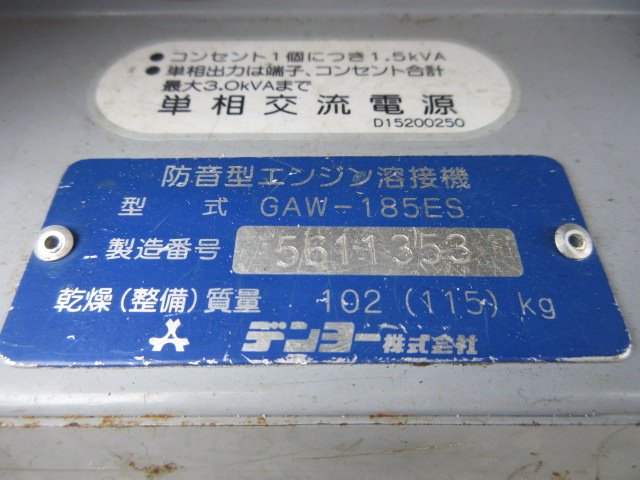 ● コンセント1個につき1.5kVA
● 単相出力は端子、コンセント合計
最大3.0kVAまで
単相交流電源
D15200250
防音型エンジン溶接機
型 式 GAW-185ES
製造番号 5611353
乾燥(整備)質量 102 (115) kg
デンヨー株式会社